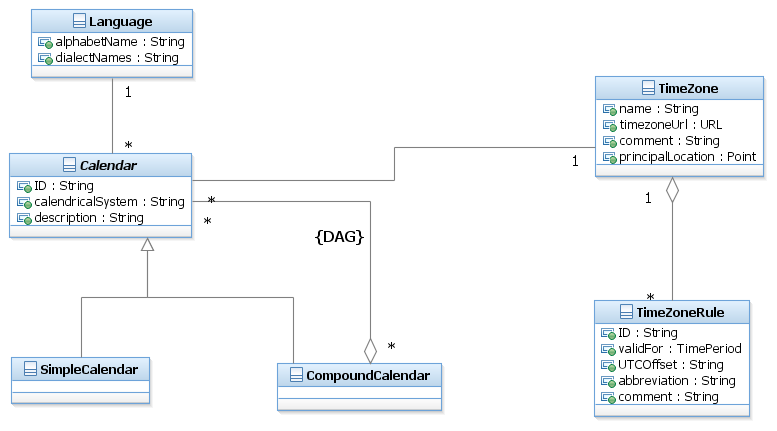 Language
alphabetName : String
dialectNames : String
1
*
Calendar
ID : String
calendricalSystem : String
description : String
*
*
{DAG}
*
SimpleCalendar
CompoundCalendar
TimeZone
name : String
timezoneUrl : URL
comment : String
principalLocation : Point
1
1
*
TimeZoneRule
ID : String
validFor : TimePeriod
UTCOffset : String
abbreviation : String
comment : String